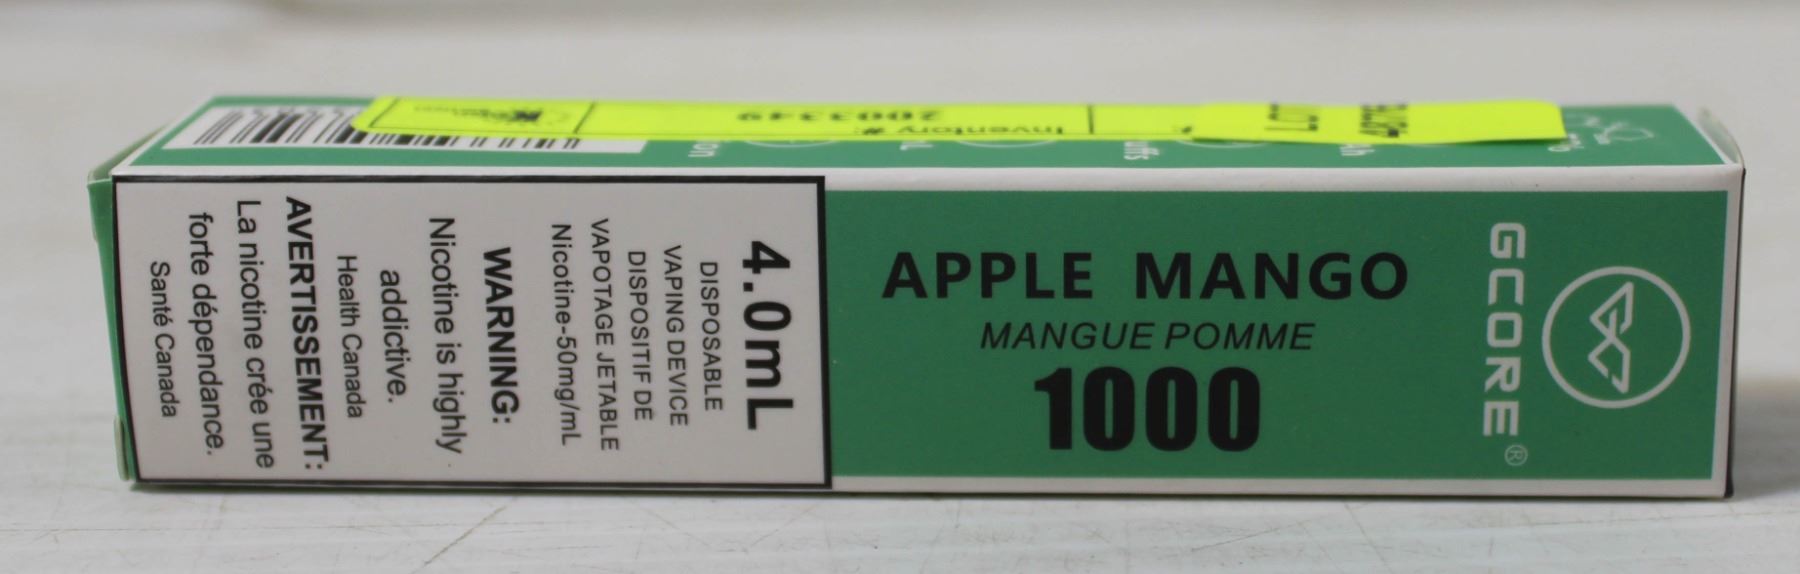 GCORE®
APPLE MANGO
MANGUE POMME
1000
4.0mL
DISPOSABLE
VAPING DEVICE
DISPOSITIF DE
VAPOTAGE JETABLE
Nicotine-50mg/mL
WARNING:
Nicotine is highly
addictive.
Health Canada
AVERTISSEMENT:
La nicotine crée une
forte dépendance.
Santé Canada
Inventory #:
2003349